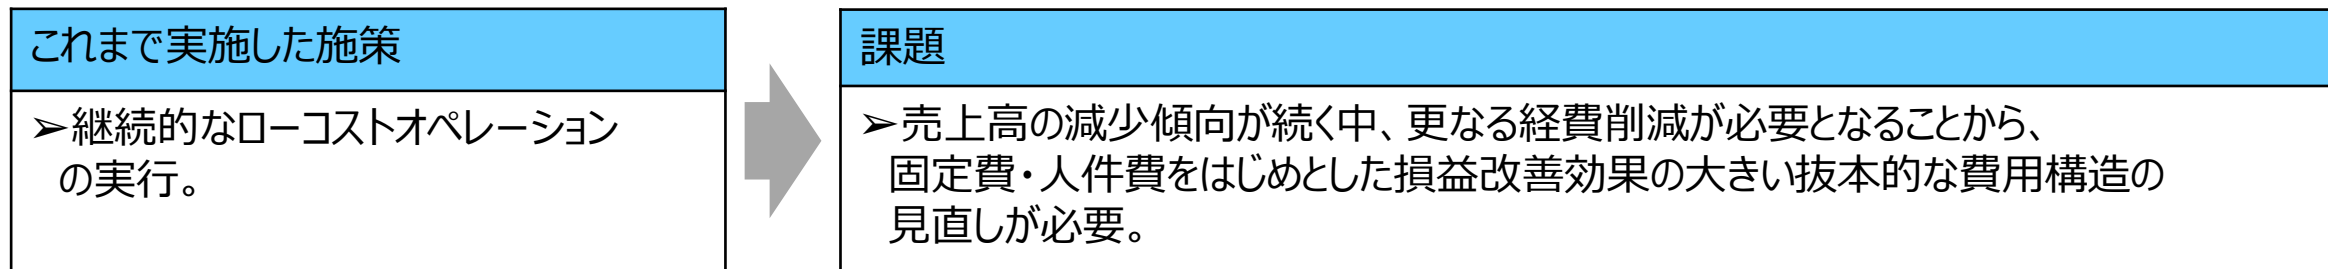 これまで実施した施策
➢継続的なローコストオペレーション
の実行。
課題
➢売上高の減少傾向が続く中、更なる経費削減が必要となることから、
固定費・人件費をはじめとした損益改善効果の大きい抜本的な費用構造の
見直しが必要。